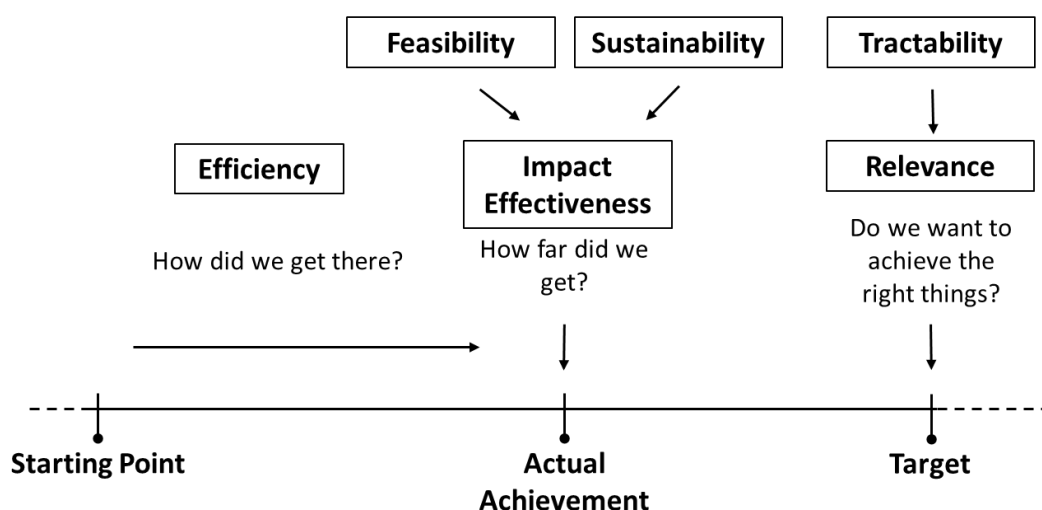 Feasibility
Sustainability
Tractability
Efficiency
Impact
Effectiveness
Relevance
How did we get there?
How far did we
get?
Do we want to
achieve the
right things?
Starting Point
Actual
Achievement
Target